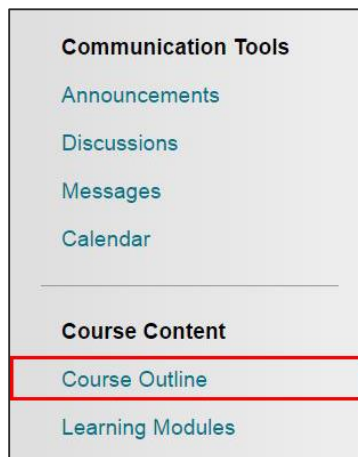 Communication Tools
Announcements
Discussions
Messages
Calendar
Course Content
Course Outline
Learning Modules